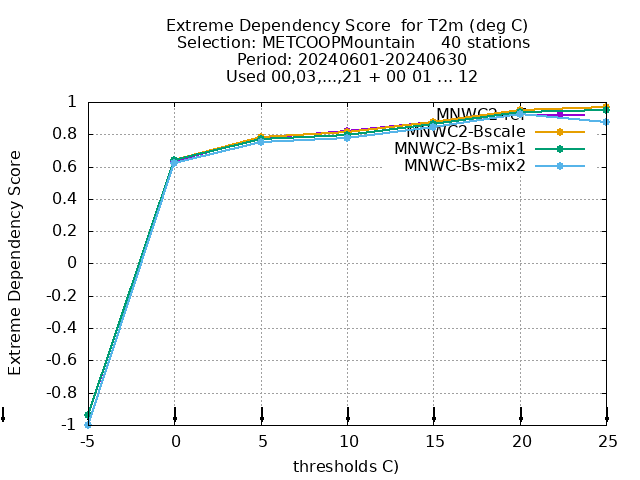 Extreme Dependency Score for T2m (deg C)
Selection: METCOOPMountain 40 stations
Period: 20240601-20240630
Used 00,03,...,21 + 00 01 ... 12
Extreme Dependency Score
1
0.8
0.6
0.4
0.2
0
-0.2
-0.4
-0.6
-0.8
-1
MNWC2-Bscale
MNWC2-Bs-mix1
MNWC-Bs-mix2
-5 0 5 10 15 20 25
thresholds C)